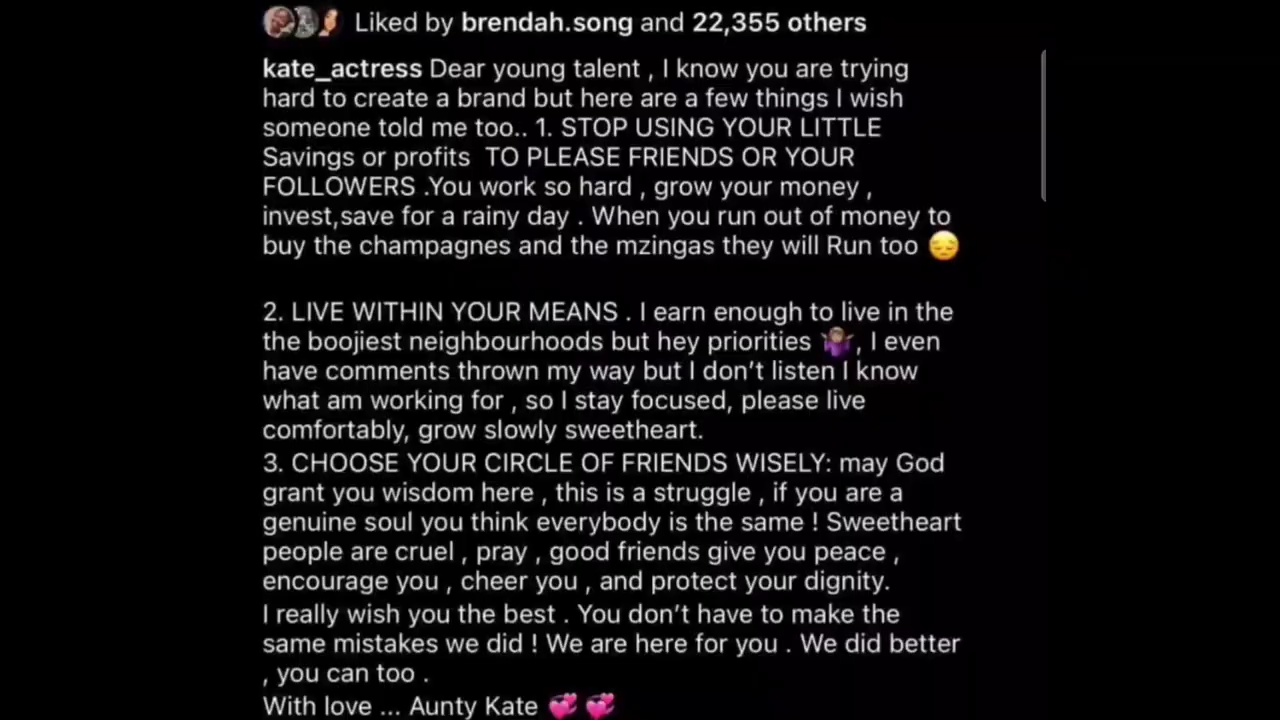 Liked by brendah.song and 22,355 others
kate_actress Dear young talent , I know you are trying
hard to create a brand but here are a few things I wish
someone told me too.. 1. STOP USING YOUR LITTLE
Savings or profits  TO PLEASE FRIENDS OR YOUR
FOLLOWERS .You work so hard , grow your money ,
invest,save for a rainy day . When you run out of money to
buy the champagnes and the mzingas they will Run too 😔
2. LIVE WITHIN YOUR MEANS . I earn enough to live in the
the boojiest neighbourhoods but hey priorities 🤷🏽‍♀️, I even
have comments thrown my way but I don’t listen I know
what am working for , so I stay focused, please live
comfortably, grow slowly sweetheart.
3. CHOOSE YOUR CIRCLE OF FRIENDS WISELY: may God
grant you wisdom here , this is a struggle , if you are a
genuine soul you think everybody is the same ! Sweetheart
people are cruel , pray , good friends give you peace ,
encourage you , cheer you , and protect your dignity.
I really wish you the best . You don’t have to make the
same mistakes we did ! We are here for you . We did better
, you can too .
With love ... Aunty Kate 💞 💞